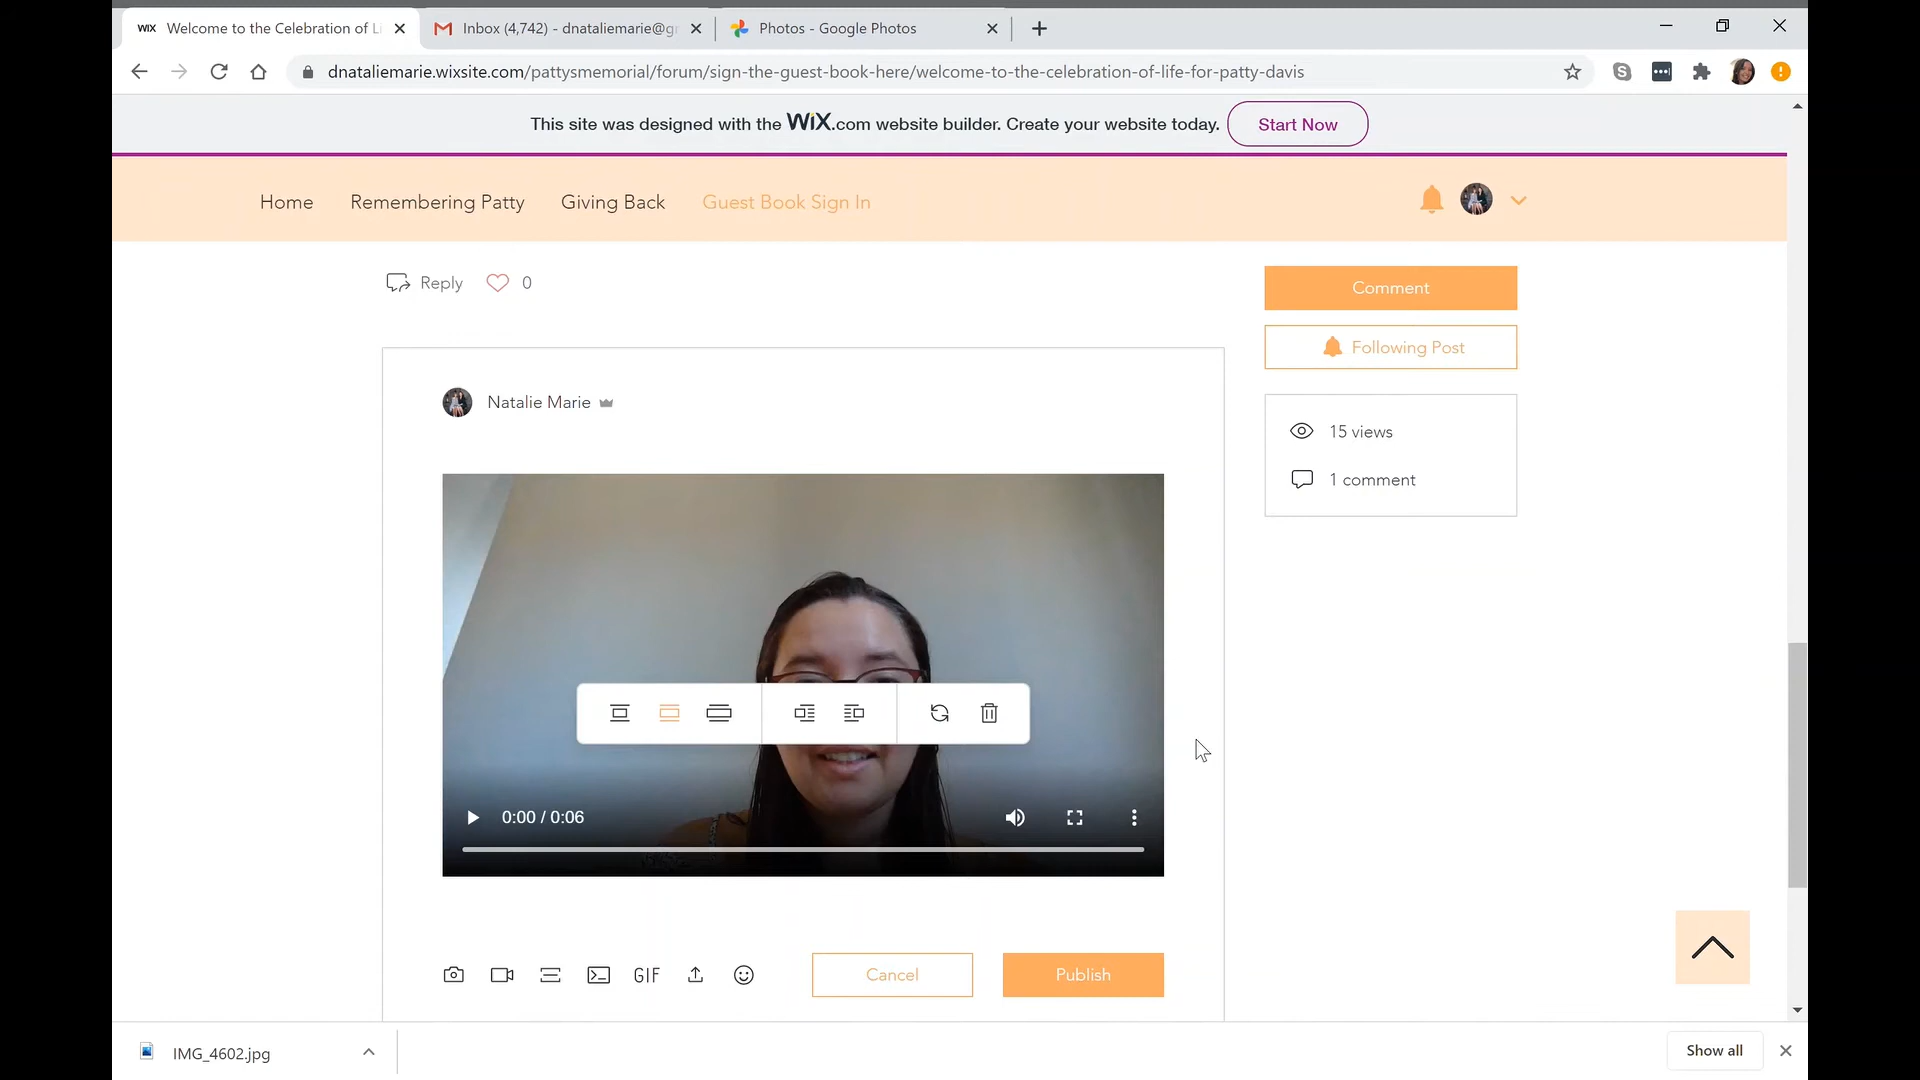 WIX Welcome to the Celebration of Li
Inbox (4,742) - dnataliemarie@gr
Photos - Google Photos
dnataliemarie.wixsite.com/pattysmemorial/forum/sign-the-guest-book-here/welcome-to-the-celebration-of-life-for-patty-davis
This site was designed with the WiX.com website builder. Create your website today. Start Now
Home Remembering Patty Giving Back Guest Book Sign In
Reply 0
Comment
Following Post
15 views
1 comment
Natalie Marie
0:00 / 0:06
GIF Cancel Publish
IMG_4602.jpg
Show all